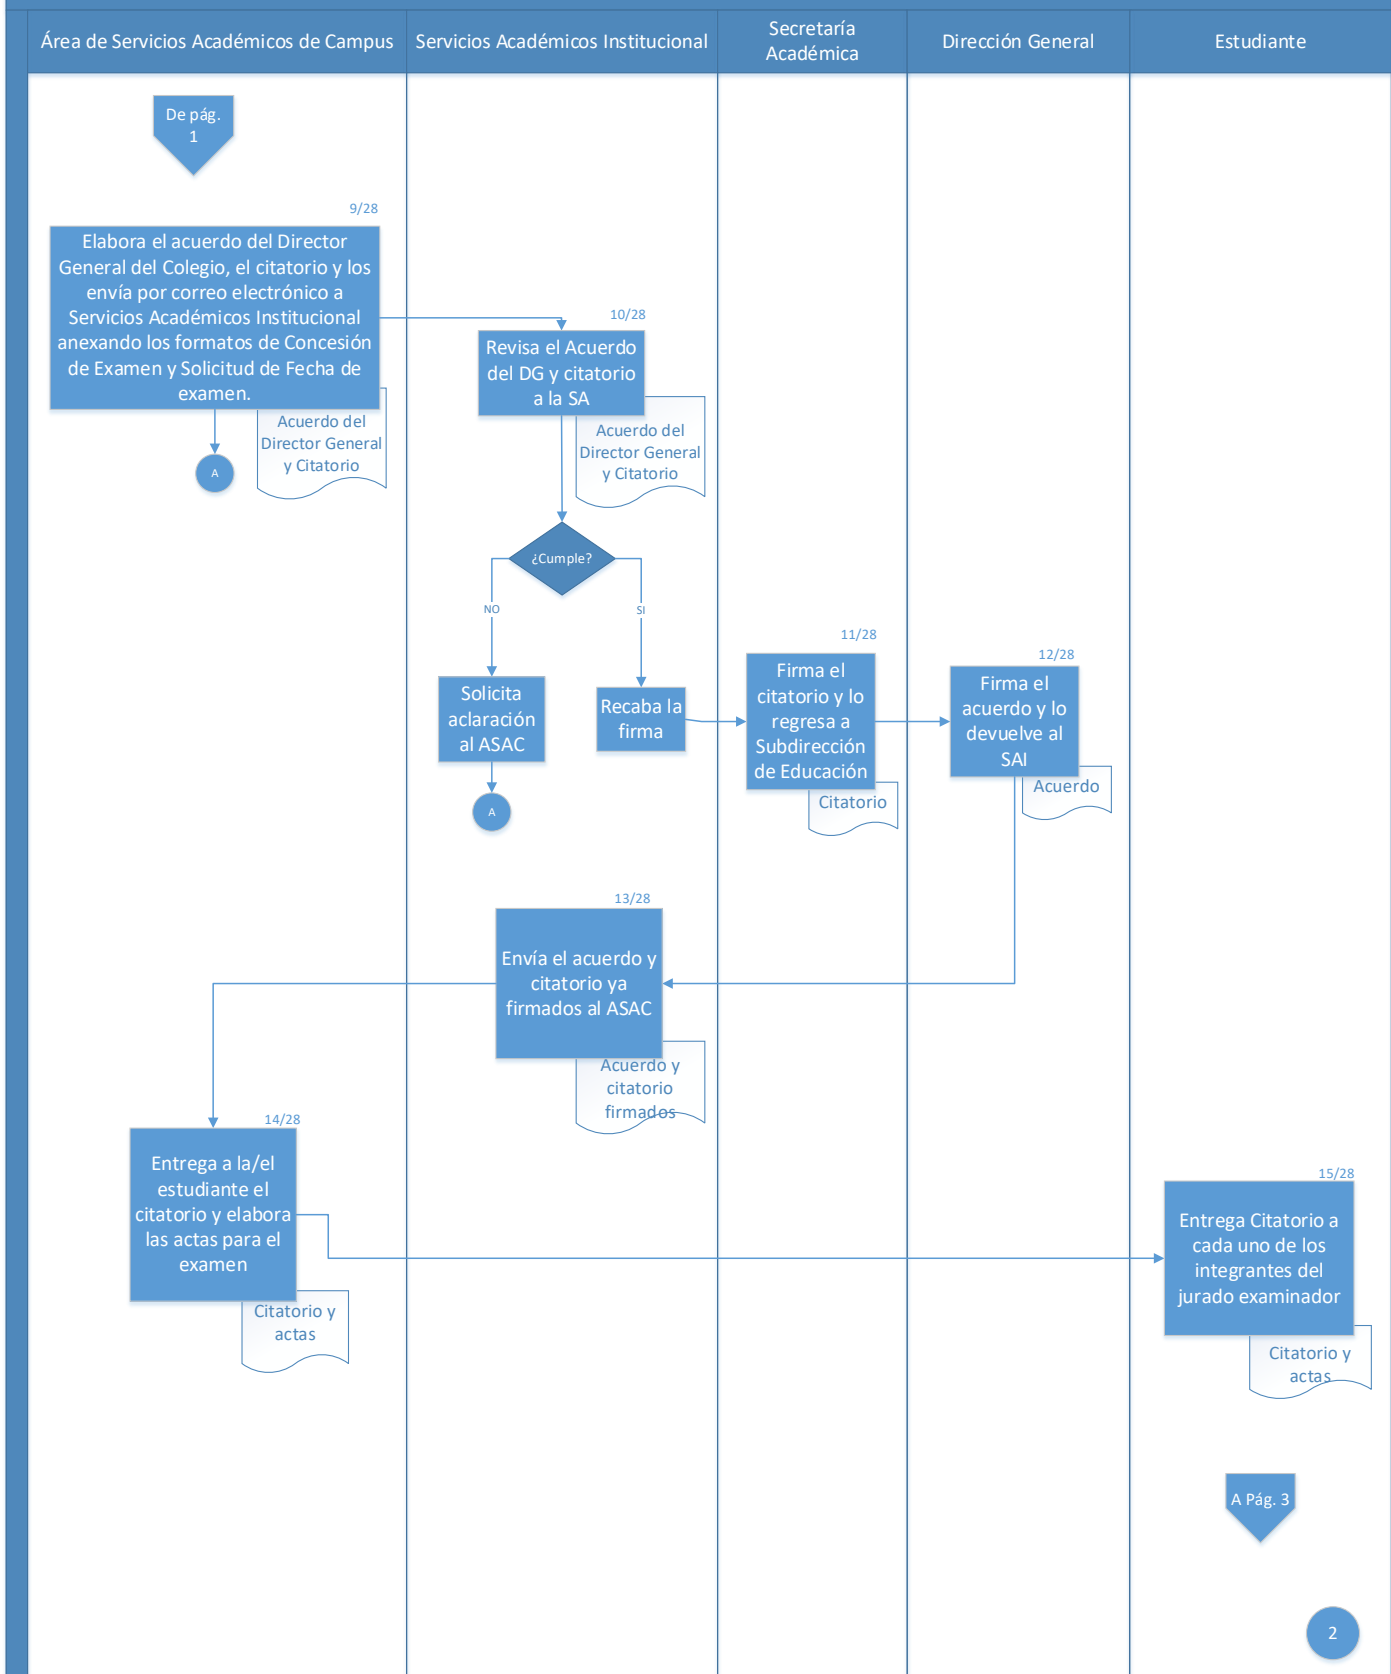 Área de Servicios Académicos de Campus
Servicios Académicos Institucional
Secretaría
Académica
Dirección General
Estudiante
De pág.
1
9/28
Elabora el acuerdo del Director
General del Colegio, el citatorio y los
envía por correo electrónico a
Servicios Académicos Institucional
anexando los formatos de Concesión
de Examen y Solicitud de Fecha de
examen.
Acuerdo del
Director General
y Citatorio
A
10/28
Revisa el Acuerdo
del DG y citatorio
a la SA
Acuerdo del
Director General
y Citatorio
¿Cumple?
NO
SI
Solicita
aclaración
al ASAC
A
Recaba la
firma
11/28
Firma el
citatorio y lo
regresa a
Subdirección
de Educación
Citatorio
12/28
Firma el
acuerdo y lo
devuelve al
SAI
Acuerdo
13/28
Envía el acuerdo y
citatorio ya
firmados al ASAC
Acuerdo y
citatorio
firmados
14/28
Entrega a la/el
estudiante el
citatorio y elabora
las actas para el
examen
Citatorio y
actas
15/28
Entrega Citatorio a
cada uno de los
integrantes del
jurado examinador
Citatorio y
actas
A Pág. 3
2